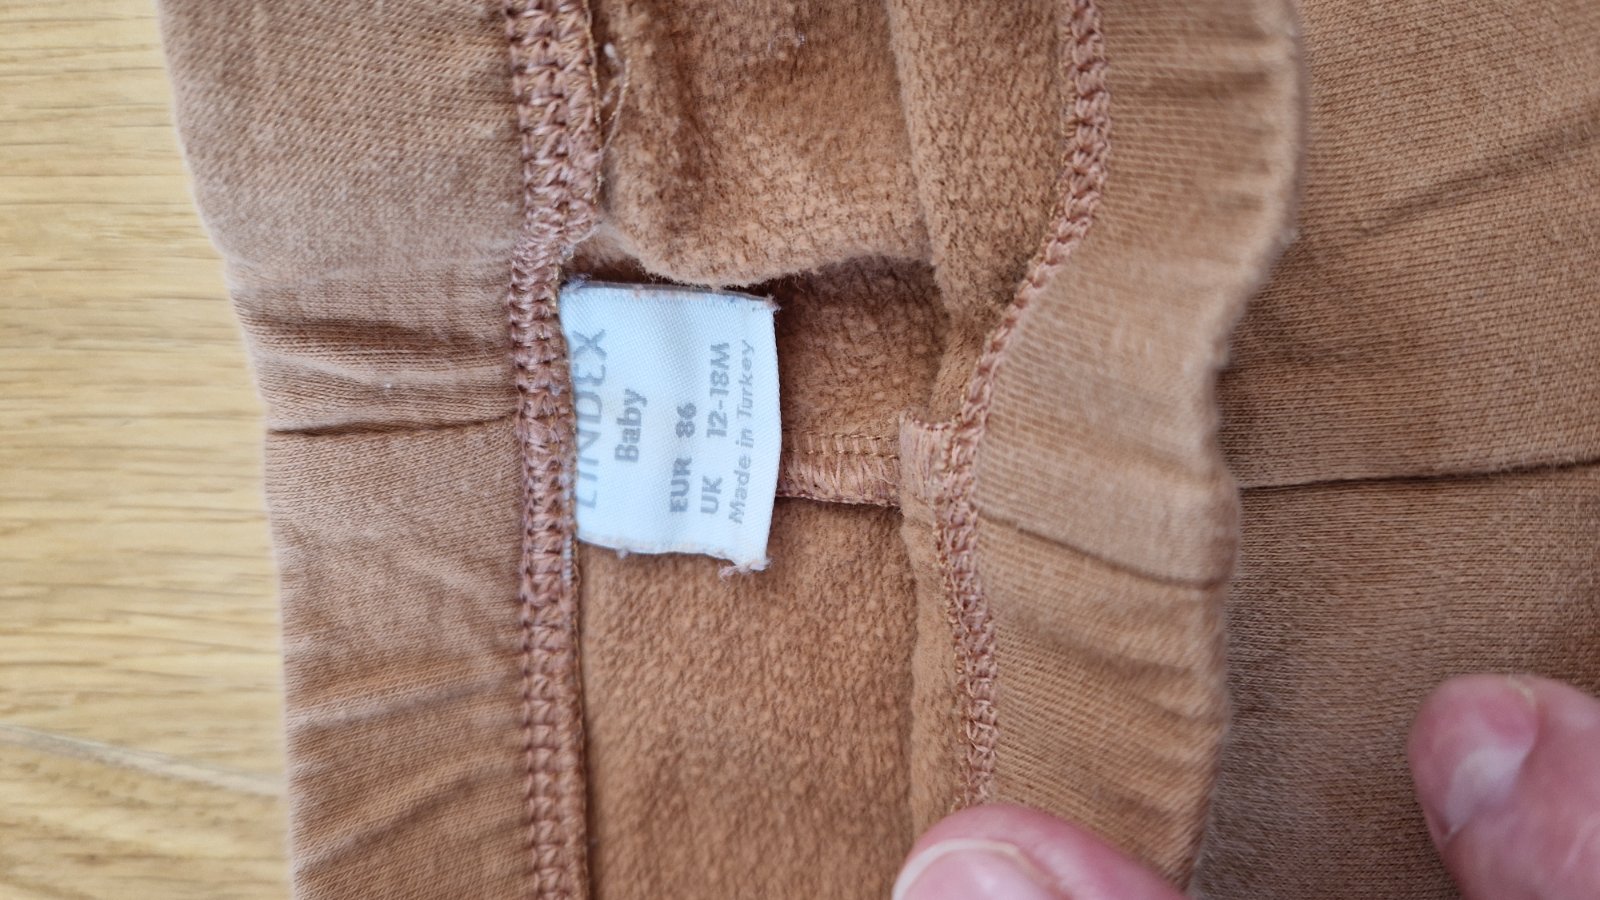 LINDEX
Baby
EUR 86
UK 12-18M
Made in Turkey